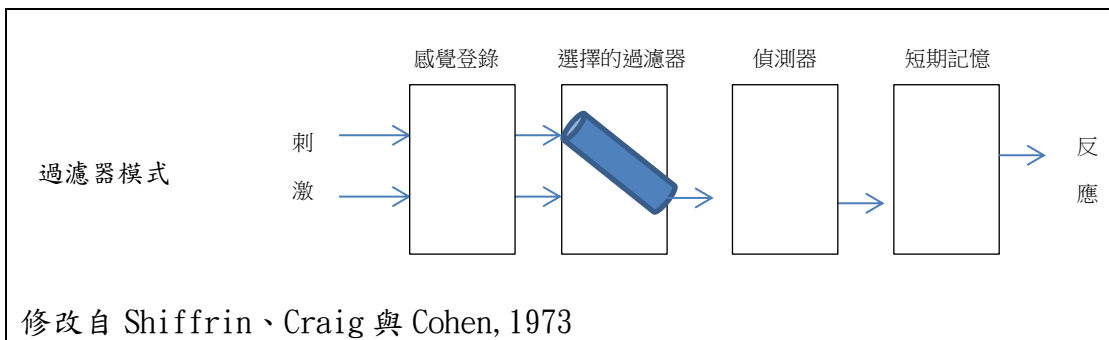 感覺登錄 選擇的過濾器 偵測器 短期記憶
刺
激
過濾器模式
反
應
修改自 Shiffrin、Craig 與 Cohen, 1973